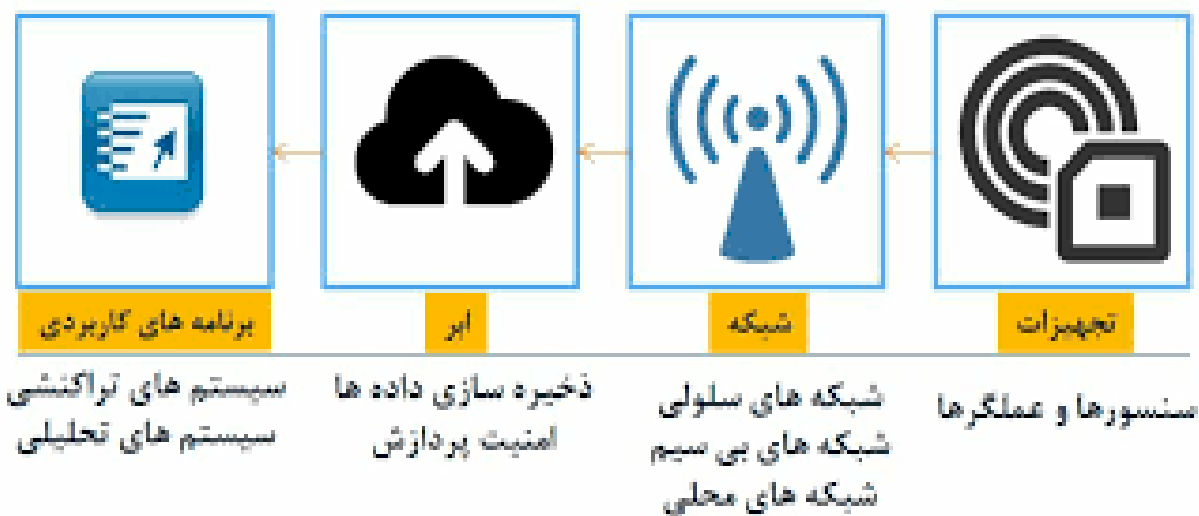 تجهیزات
سنسورها و عملگرها
شبکه
شبکه های سلولی
شبکه های بی سیم
شبکه های محلی
ابر
ذخیره سازی داده ها
امنیت پردازش
برنامه های کاربردی
سیستم های تراکنشی
سیستم های تحلیلی